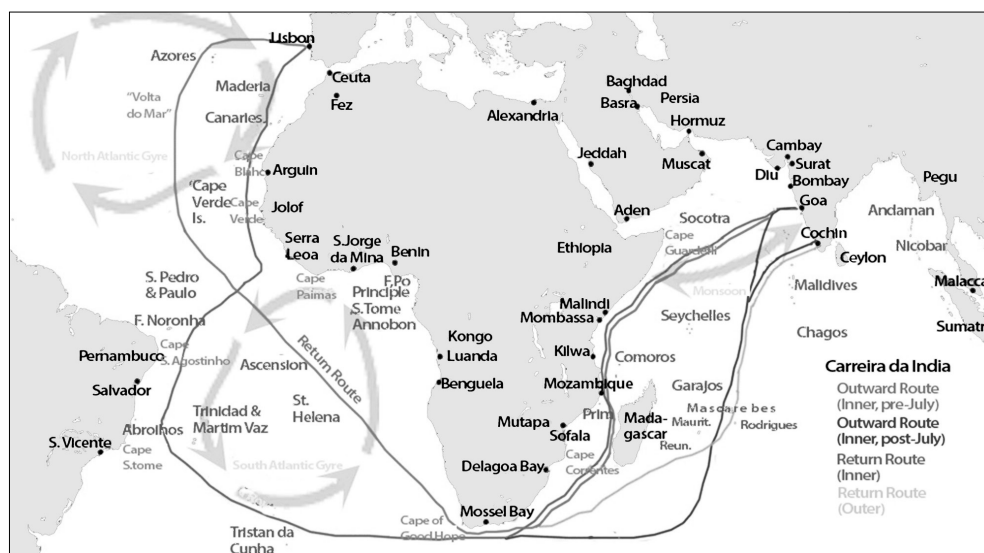 Lisbon
Azores
Ceuta
Maderia
Fez
"Volta
do Mar"
Canaries.
North Atlantic Gyre
Cape
Blanc
Arguin
'Cape
Verde
Is.
Cape
Verde
Jolof
Serra
Leoa
S.Jorge
da Mina
Benin
Cape
Palmas
F,Po
Principle
S.Tome
Annobon
S. Pedro
& Paulo
F. Noronha
Pernambuco
Cape
S. Agostinho
Salvador
Ascension
Return Route
Kongo
Luanda
Benguela
Trinidad &
Martim Vaz
St.
Helena
Abrolhos
S. Vicente
Cape
S.tome
South Atlantic Gyre
Tristan da
Cunha
Cape of
Good Hope
Mossel Bay
Alexandria
Baghdad
Basra
Persia
Hormuz
Jeddah
Muscat
Cambay
Surat
Diu
Bombay
Goa
Pegu
Aden
Socotra
Cape
Guardelli
Ethiopia
Cochin
Ceylon
Andaman
Nicobar
Malacca
Sumatr
Monsoon
Malidives
Malindi
Mombassa
Seychelles
Chagos
Kilwa
Comoros
Mozambique
Prim
Mada-
gascar
Garajos
Mascarebes
Maurit.
Rodrigues
Reun.
Mutapa
Sofala
Cape
Correntes
Delagoa Bay
Carreira da India
Outward Route
(Inner, pre-July)
Outward Route
(Inner, post-July)
Return Route
(Inner)
Return Route
(Outer)